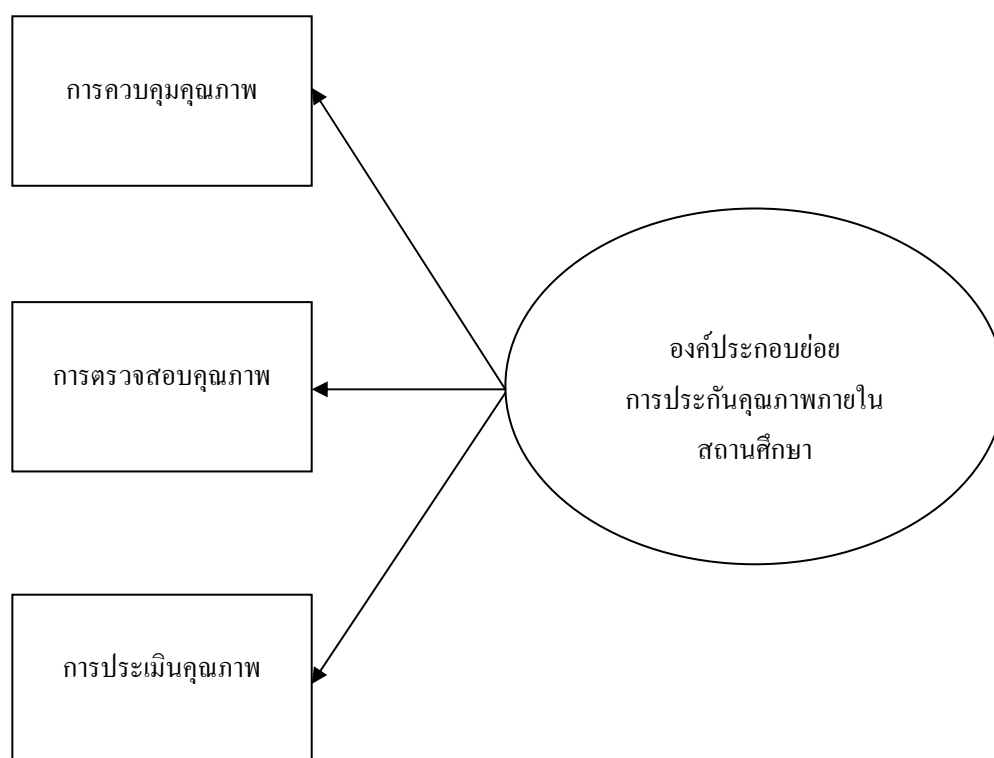 การควบคุมคุณภาพ
การตรวจสอบคุณภาพ
การประเมินคุณภาพ
องค์ประกอบย่อย
การประกันคุณภาพภายใน
สถานศึกษา